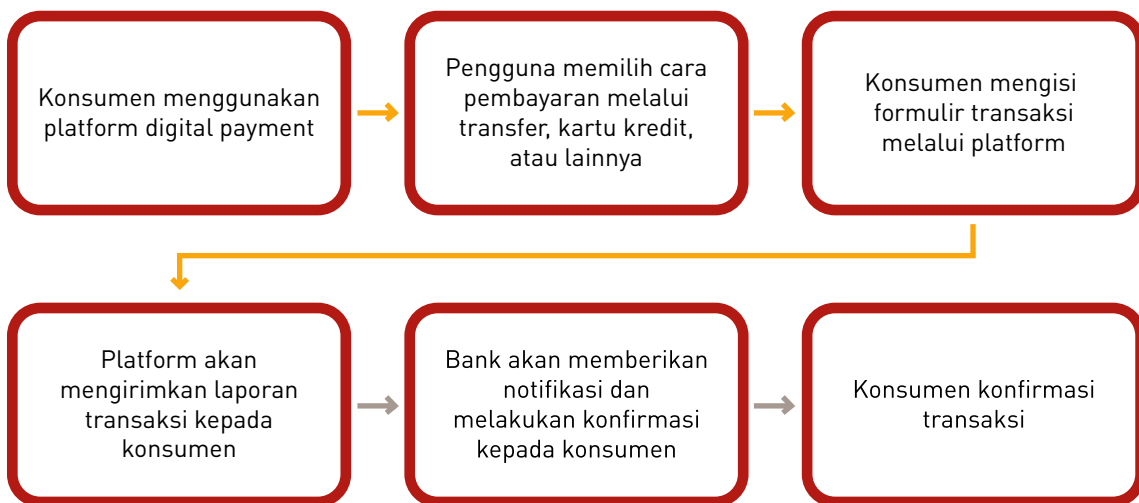 Konsumen menggunakan
platform digital payment
Pengguna memilih cara
pembayaran melalui
transfer, kartu kredit,
atau lainnya
Konsumen mengisi
formulir transaksi
melalui platform
Platform akan
mengirimkan laporan
transaksi kepada
konsumen
Bank akan memberikan
notifikasi dan
melakukan konfirmasi
kepada konsumen
Konsumen konfirmasi
transaksi